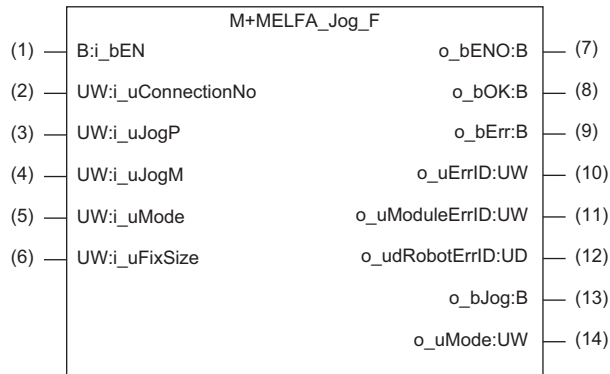 M+MELFA_Jog_F
(1) B:i_bEN o_bENO:B (7)
(2) UW:i_uConnectionNo o_bOK:B (8)
(3) UW:i_uJogP o_bErr:B (9)
(4) UW:i_uJogM o_uErrID:UW (10)
(5) UW:i_uMode o_uModuleErrID:UW (11)
(6) UW:i_uFixSize o_udRobotErrID:UD (12)
o_bJog:B (13)
o_uMode:UW (14)